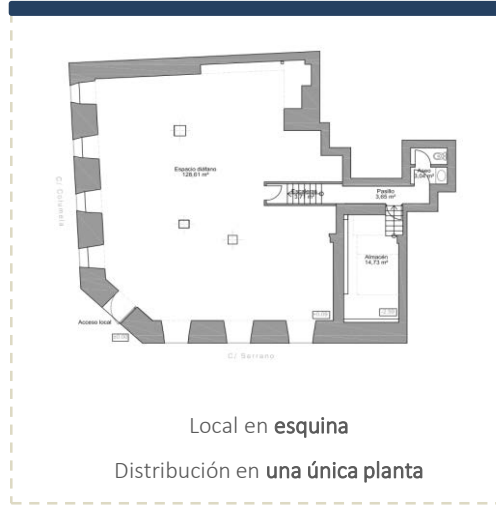 Espacio diáfano
128,61 m²
Aseo
Escalera
Pasillo
3,65 m²
C/ Columela
Almacén
14,73 m²
Acceso local
C/ Serrano
Local en esquina
Distribución en una única planta